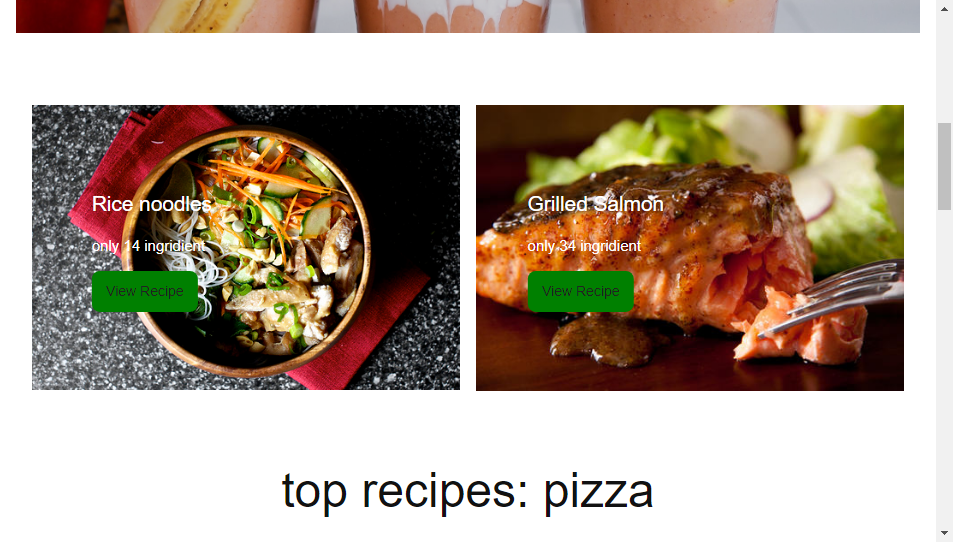 Rice noodles
only 14 ingridient
View Recipe
Grilled Salmon
only 34 ingridient
View Recipe
top recipes: pizza